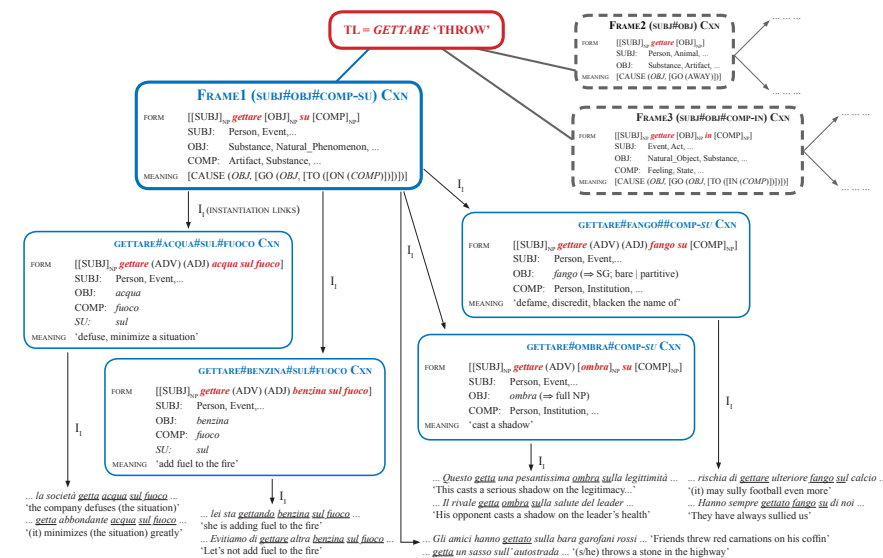 TL = GETTARE ‘THROW’
FRAME2 (SUBJ#OBJ) CXN
FORM [[SUBJ]NP gettare [OBJ]NP]
SUBJ: Person, Animal, ...
OBJ: Substance, Artifact, ...
MEANING [CAUSE (OBJ, [GO (AWAY)])]
... ... ...
... ... ...
FRAME1 (SUBJ#OBJ#COMP-SU) CXN
FORM [[SUBJ]NP gettare [OBJ]NP su [COMP]NP]
SUBJ: Person, Event,...
OBJ: Substance, Natural_Phenomenon, ...
COMP: Artifact, Substance, ...
MEANING [CAUSE (OBJ, [GO (OBJ, [TO ([ON (COMP)])])])]
FRAME3 (SUBJ#OBJ#COMP-IN) CXN
FORM [[SUBJ]NP gettare [OBJ]NP in [COMP]NP]
SUBJ: Event, Act, ...
OBJ: Natural_Object, Substance, ...
COMP: Feeling, State, ...
MEANING [CAUSE (OBJ, [GO (OBJ, [TO ([IN (COMP)])])])]
... ... ...
... ... ...
II (INSTANTIATION LINKS)
II
II
II
II
GETTARE#ACQUA#SUL#FUOCO CXN
FORM [[SUBJ]NP gettare (ADV) (ADJ) acqua sul fuoco]
SUBJ: Person, Event,...
OBJ: acqua
COMP: fuoco
SU: sul
MEANING ‘defuse, minimize a situation’
GETTARE#FANGO##COMP-SU CXN
FORM [[SUBJ]NP gettare (ADV) (ADJ) fango su [COMP]NP]
SUBJ: Person, Event,...
OBJ: fango (⇒ SG; bare | partitive)
COMP: Person, Institution, ...
MEANING ‘defame, discredit, blacken the name of’
GETTARE#BENZINA#SUL#FUOCO CXN
FORM [[SUBJ]NP gettare (ADV) (ADJ) benzina sul fuoco]
SUBJ: Person, Event,...
OBJ: benzina
COMP: fuoco
SU: sul
MEANING ‘add fuel to the fire’
GETTARE#OMBRA#COMP-SU CXN
FORM [[SUBJ]NP gettare (ADV) [ombra]NP su [COMP]NP]
SUBJ: Person, Event,...
OBJ: ombra (⇒ full NP)
COMP: Person, Institution, ...
MEANING ‘cast a shadow’
II
II
II
II
... la società getta acqua sul fuoco ...
‘the company defuses (the situation)’
... getta abbondante acqua sul fuoco ...
‘(it) minimizes (the situation) greatly’
... lei sta gettando benzina sul fuoco ...
‘she is adding fuel to the fire’
... Evitiamo di gettare altra benzina sul fuoco ...
‘Let’s not add fuel to the fire’
... Questo getta una pesantissima ombra sulla legittimità ...
‘This casts a serious shadow on the legitimacy...’
... Il rivale getta ombra sulla salute del leader ...
‘His opponent casts a shadow on the leader’s health’
... rischia di gettare ulteriore fango sul calcio ...
‘(it) may sully football even more’
... Hanno sempre gettato fango su di noi ...
‘They have always sullied us’
... Gli amici hanno gettato sulla bara garofani rossi ... ‘Friends threw red carnations on his coffin’
... getta un sasso sull’autostrada ... ‘(s/he) throws a stone in the highway’